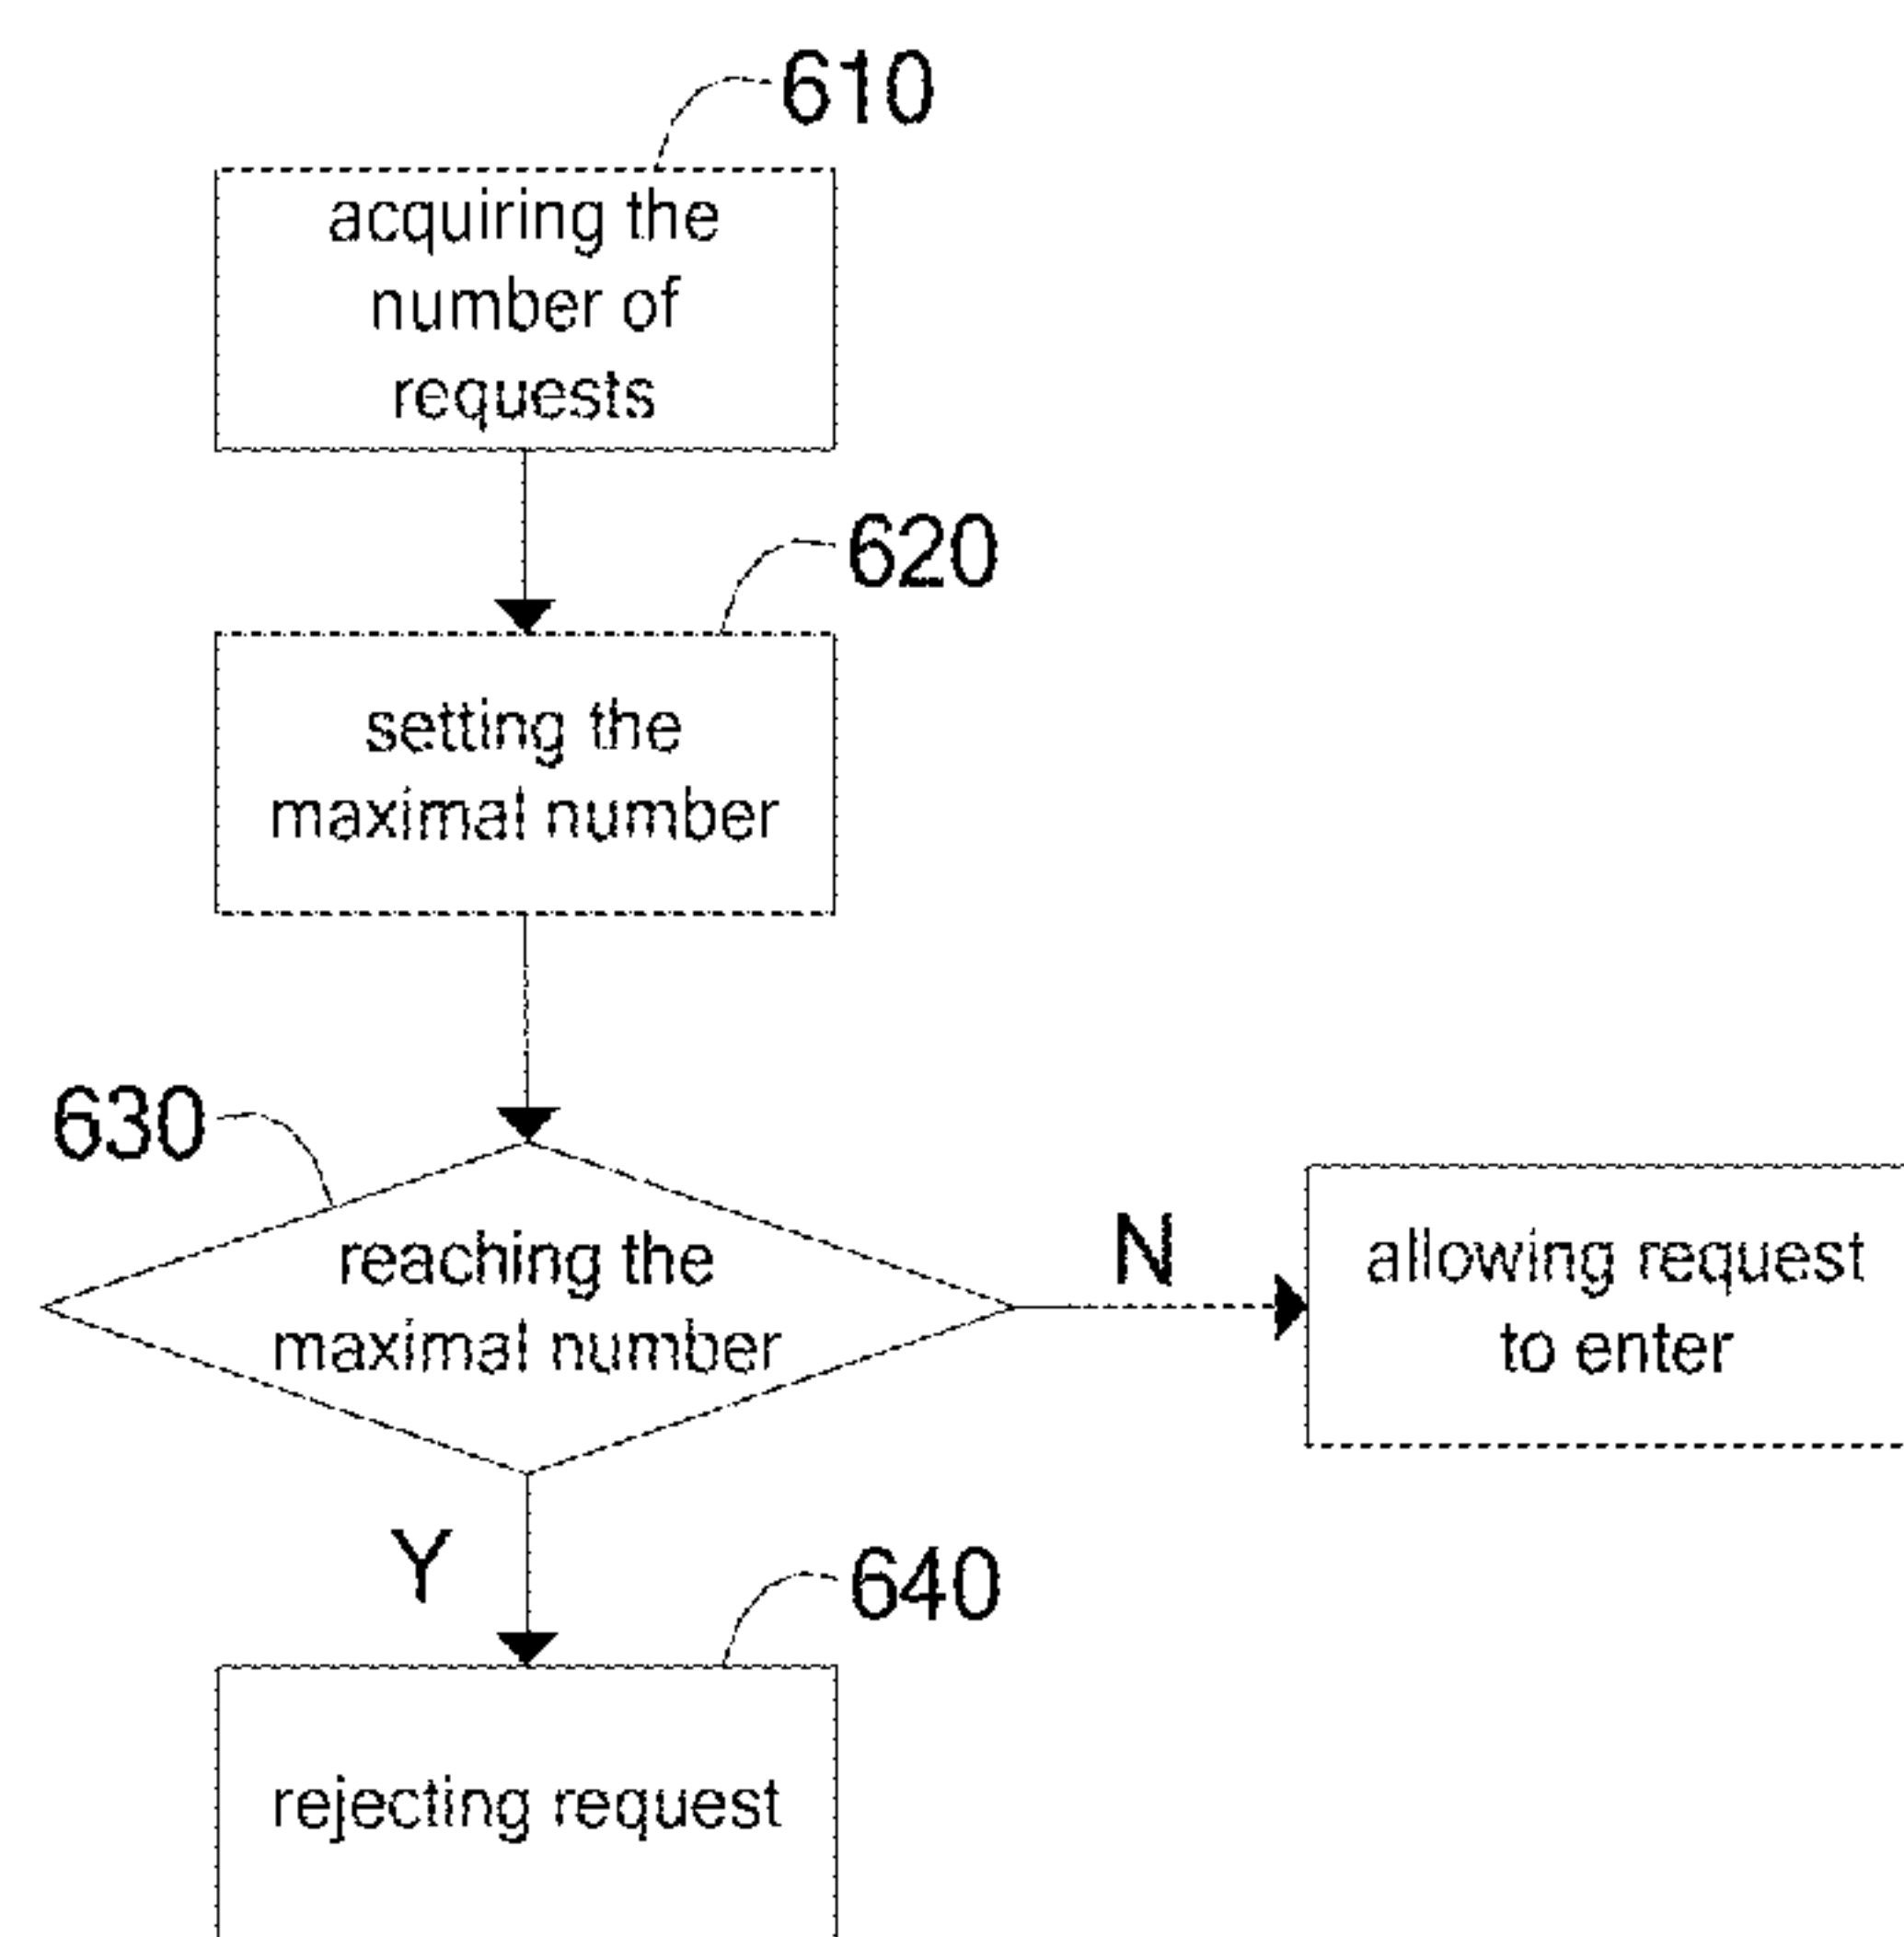 610
acquiring the
number of
requests
620
setting the
maximal number
630
reaching the
maximal number
N
allowing request
to enter
Y
640
rejecting request